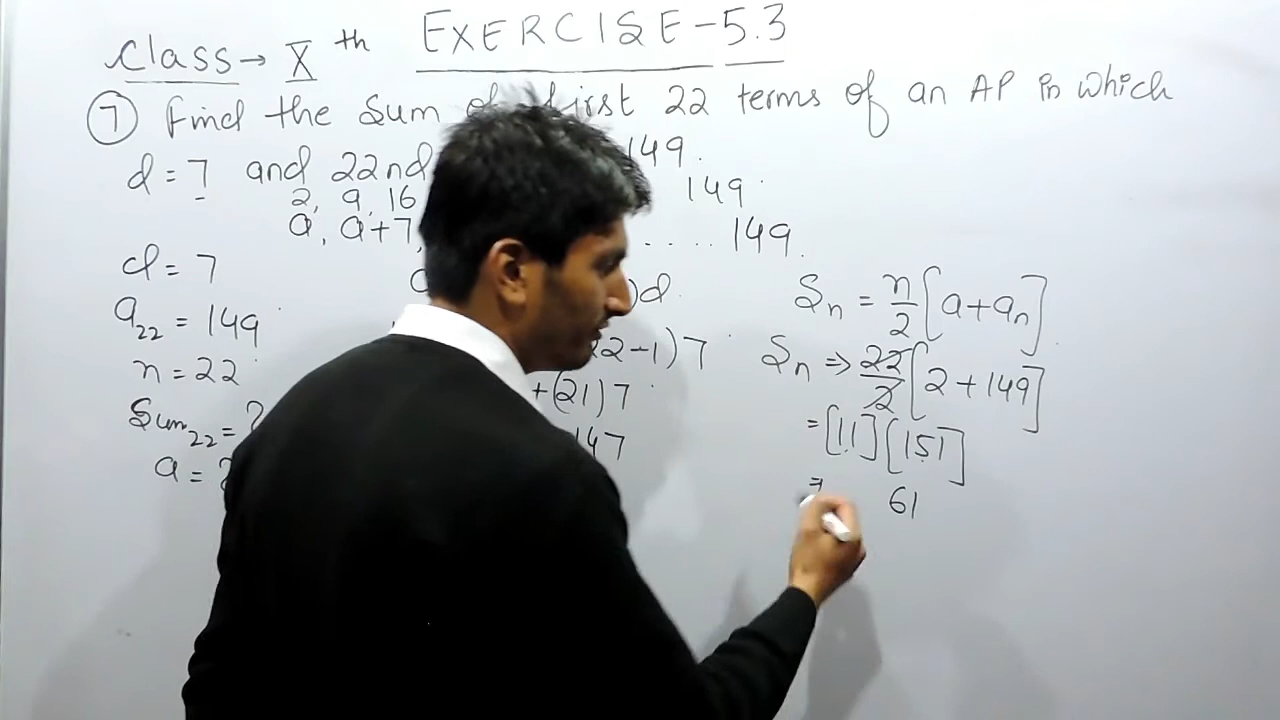 Class → Xth EXERCISE - 5.3
7 Find the Sum of first 22 terms of an AP in which
d = 7 and 22nd 149.
2, 9, 16 149.
a, a+7, ..... 149.
d = 7
a22 = 149
n = 22
Sum22 = ?
a =
)d.
22-1)7
+(21)7
147
Sn = n/2 [a+an]
Sn ⇒ 22/2 [2+149]
= [11][151]
= 61